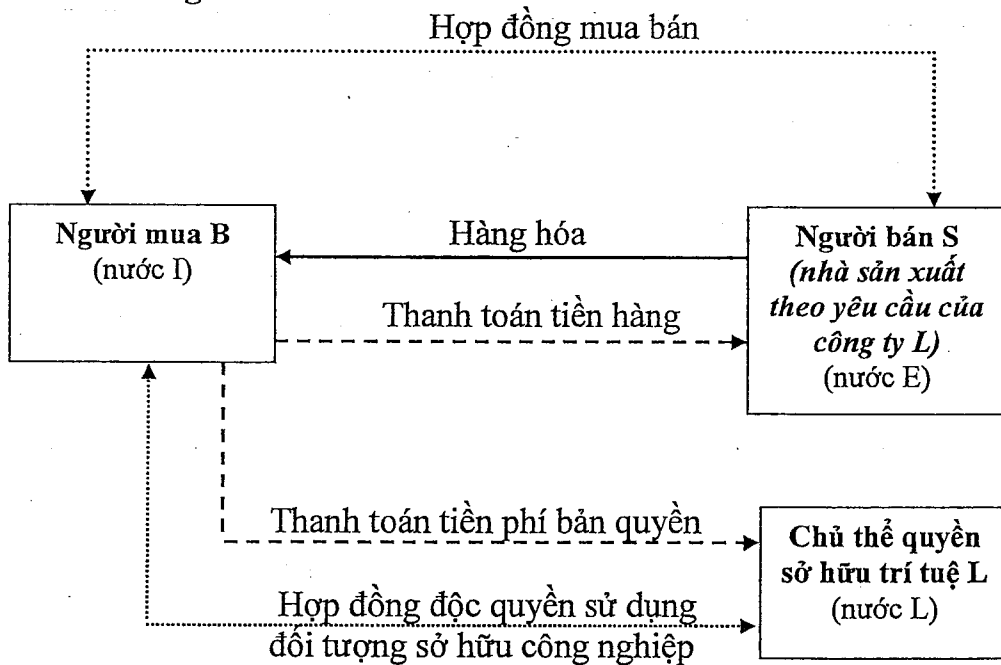 Hợp đồng mua bán
Người mua B
(nước I)
Hàng hóa
Thanh toán tiền hàng
Người bán S
(nhà sản xuất
theo yêu cầu của
công ty L)
(nước E)
Thanh toán tiền phí bản quyền
Chủ thể quyền
sở hữu trí tuệ L
(nước L)
Hợp đồng độc quyền sử dụng
đối tượng sở hữu công nghiệp